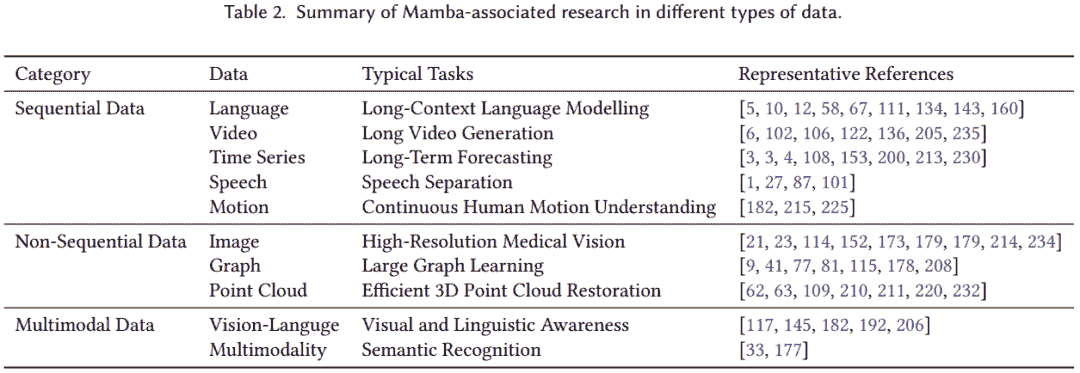 Table 2. Summary of Mamba-associated research in different types of data.
Category Data Typical Tasks Representative References
Sequential Data Language Long-Context Language Modelling [5, 10, 12, 58, 67, 111, 134, 143, 160]
Video Long Video Generation [6, 102, 106, 122, 136, 205, 235]
Time Series Long-Term Forecasting [3, 3, 4, 108, 153, 200, 213, 230]
Speech Speech Separation [1, 27, 87, 101]
Motion Continuous Human Motion Understanding [182, 215, 225]
Non-Sequential Data Image High-Resolution Medical Vision [21, 23, 114, 152, 173, 179, 179, 214, 234]
Graph Large Graph Learning [9, 41, 77, 81, 115, 178, 208]
Point Cloud Efficient 3D Point Cloud Restoration [62, 63, 109, 210, 211, 220, 232]
Multimodal Data Vision-Languge Visual and Linguistic Awareness [117, 145, 182, 192, 206]
Multimodality Semantic Recognition [33, 177]